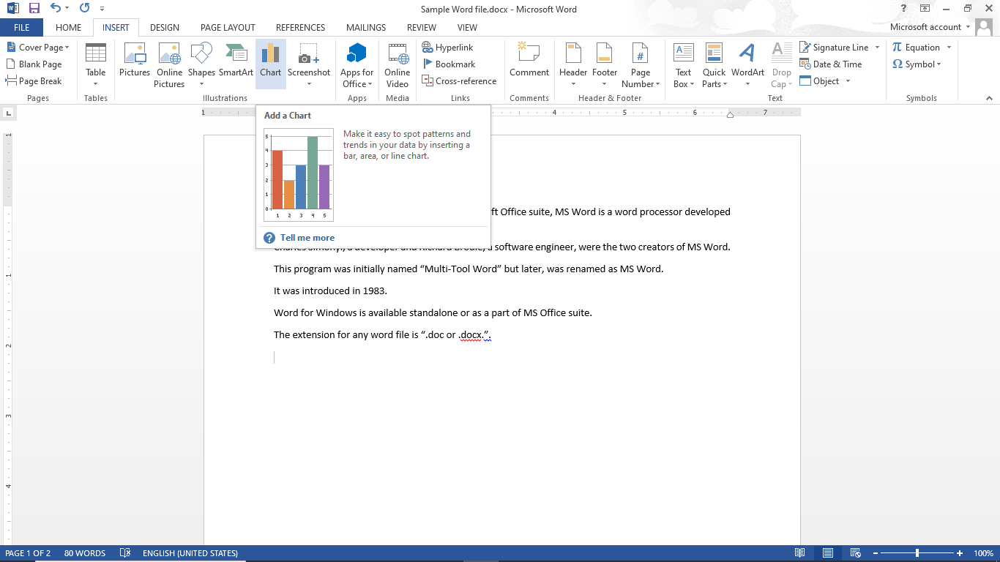 Sample Word file.docx - Microsoft Word
FILE HOME INSERT DESIGN PAGE LAYOUT REFERENCES MAILINGS REVIEW VIEW Microsoft account
Cover Page
Blank Page
Page Break
Pages
Table
Tables
Pictures
Online
Pictures
Shapes
SmartArt
Chart
Screenshot
Illustrations
Apps for
Office
Apps
Online
Video
Media
Hyperlink
Bookmark
Cross-reference
Links
Comment
Comments
Header
Footer
Page
Number
Header & Footer
Text
Box
Quick
Parts
WordArt
Drop
Cap
Signature Line
Date & Time
Object
Text
Equation
Symbol
Symbols
1 4 5 6 7
Add a Chart
Make it easy to spot patterns and
trends in your data by inserting a
bar, area, or line chart.
5
4
3
2
1
0
1 2 3 4 5
Tell me more
ft Office suite, MS Word is a word processor developed
Charles Simonyi, a developer and Richard Brodie, a software engineer, were the two creators of MS Word.
This program was initially named “Multi-Tool Word” but later, was renamed as MS Word.
It was introduced in 1983.
Word for Windows is available standalone or as a part of MS Office suite.
The extension for any word file is “.doc or .docx.”.
1
1
2
3
4
PAGE 1 OF 2 80 WORDS ENGLISH (UNITED STATES) 100%